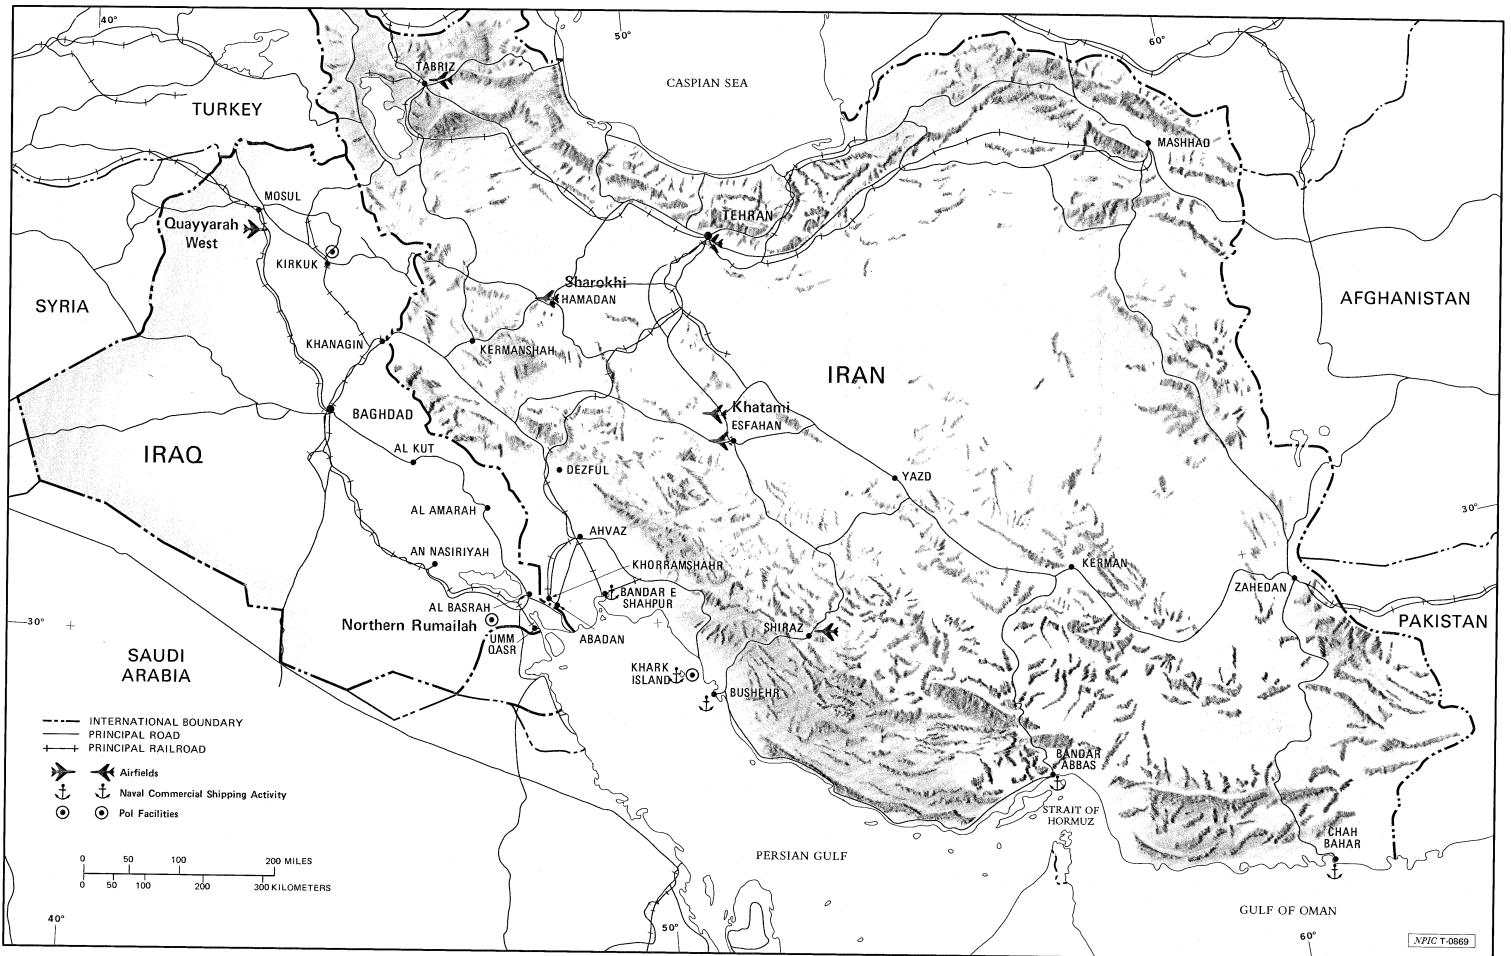 40°
50°
60°
TABRIZ
CASPIAN SEA
TURKEY
MASHHAD
MOSUL
Quayyarah
West
TEHRAN
KIRKUK
Sharokhi
HAMADAN
SYRIA
AFGHANISTAN
KHANAGIN
KERMANSHAH
IRAN
BAGHDAD
Khatami
ESFAHAN
IRAQ
AL KUT
DEZFUL
YAZD
AL AMARAH
30°
AHVAZ
AN NASIRIYAH
KHORRAMSHAHR
KERMAN
ZAHEDAN
BANDAR E
SHAHPUR
AL BASRAH
30°
Northern Rumailah
UMM
QASR
ABADAN
SHIRAZ
PAKISTAN
SAUDI
ARABIA
KHARK
ISLAND
BUSHEHR
INTERNATIONAL BOUNDARY
PRINCIPAL ROAD
PRINCIPAL RAILROAD
Airfields
Naval Commercial Shipping Activity
Pol Facilities
BANDAR
ABBAS
STRAIT OF
HORMUZ
CHAH
BAHAR
PERSIAN GULF
0 50 100 200 MILES
0 50 100 200 300 KILOMETERS
GULF OF OMAN
40°
50°
60°
NPIC T-0869